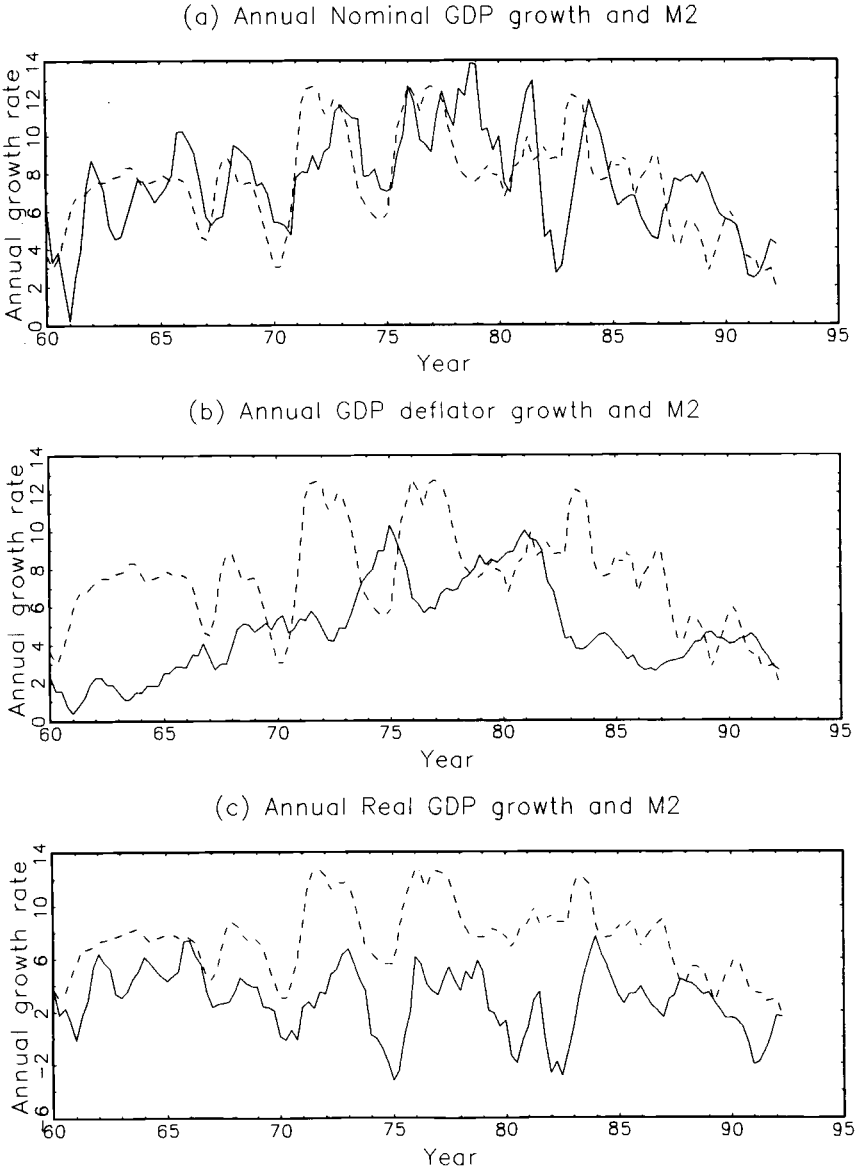 (a) Annual Nominal GDP growth and M2
Annual growth rate
14
12
10
8
6
4
2
0
60 65 70 75 80 85 90 95
Year
(b) Annual GDP deflator growth and M2
Annual growth rate
14
12
10
8
6
4
2
0
60 65 70 75 80 85 90 95
Year
(c) Annual Real GDP growth and M2
Annual growth rate
14
10
6
2
-2
-6
60 65 70 75 80 85 90 95
Year